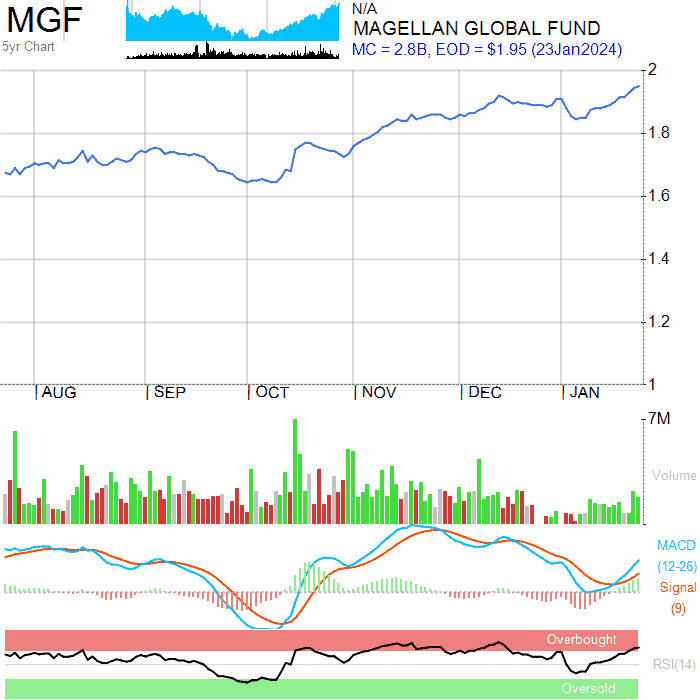 MGF
5yr Chart
N/A
MAGELLAN GLOBAL FUND
MC = 2.8B, EOD = $1.95 (23Jan2024)
2
1.8
1.6
1.4
1.2
1
AUG SEP OCT NOV DEC JAN
7M
Volume
MACD
(12-26)
Signal
(9)
Overbought
RSI(14)
Oversold